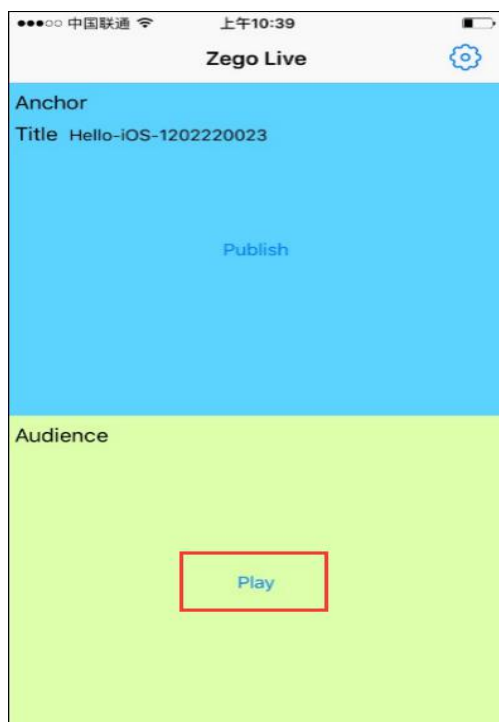 中国联通 上午10:39
Zego Live
Anchor
Title Hello-iOS-1202220023
Publish
Audience
Play